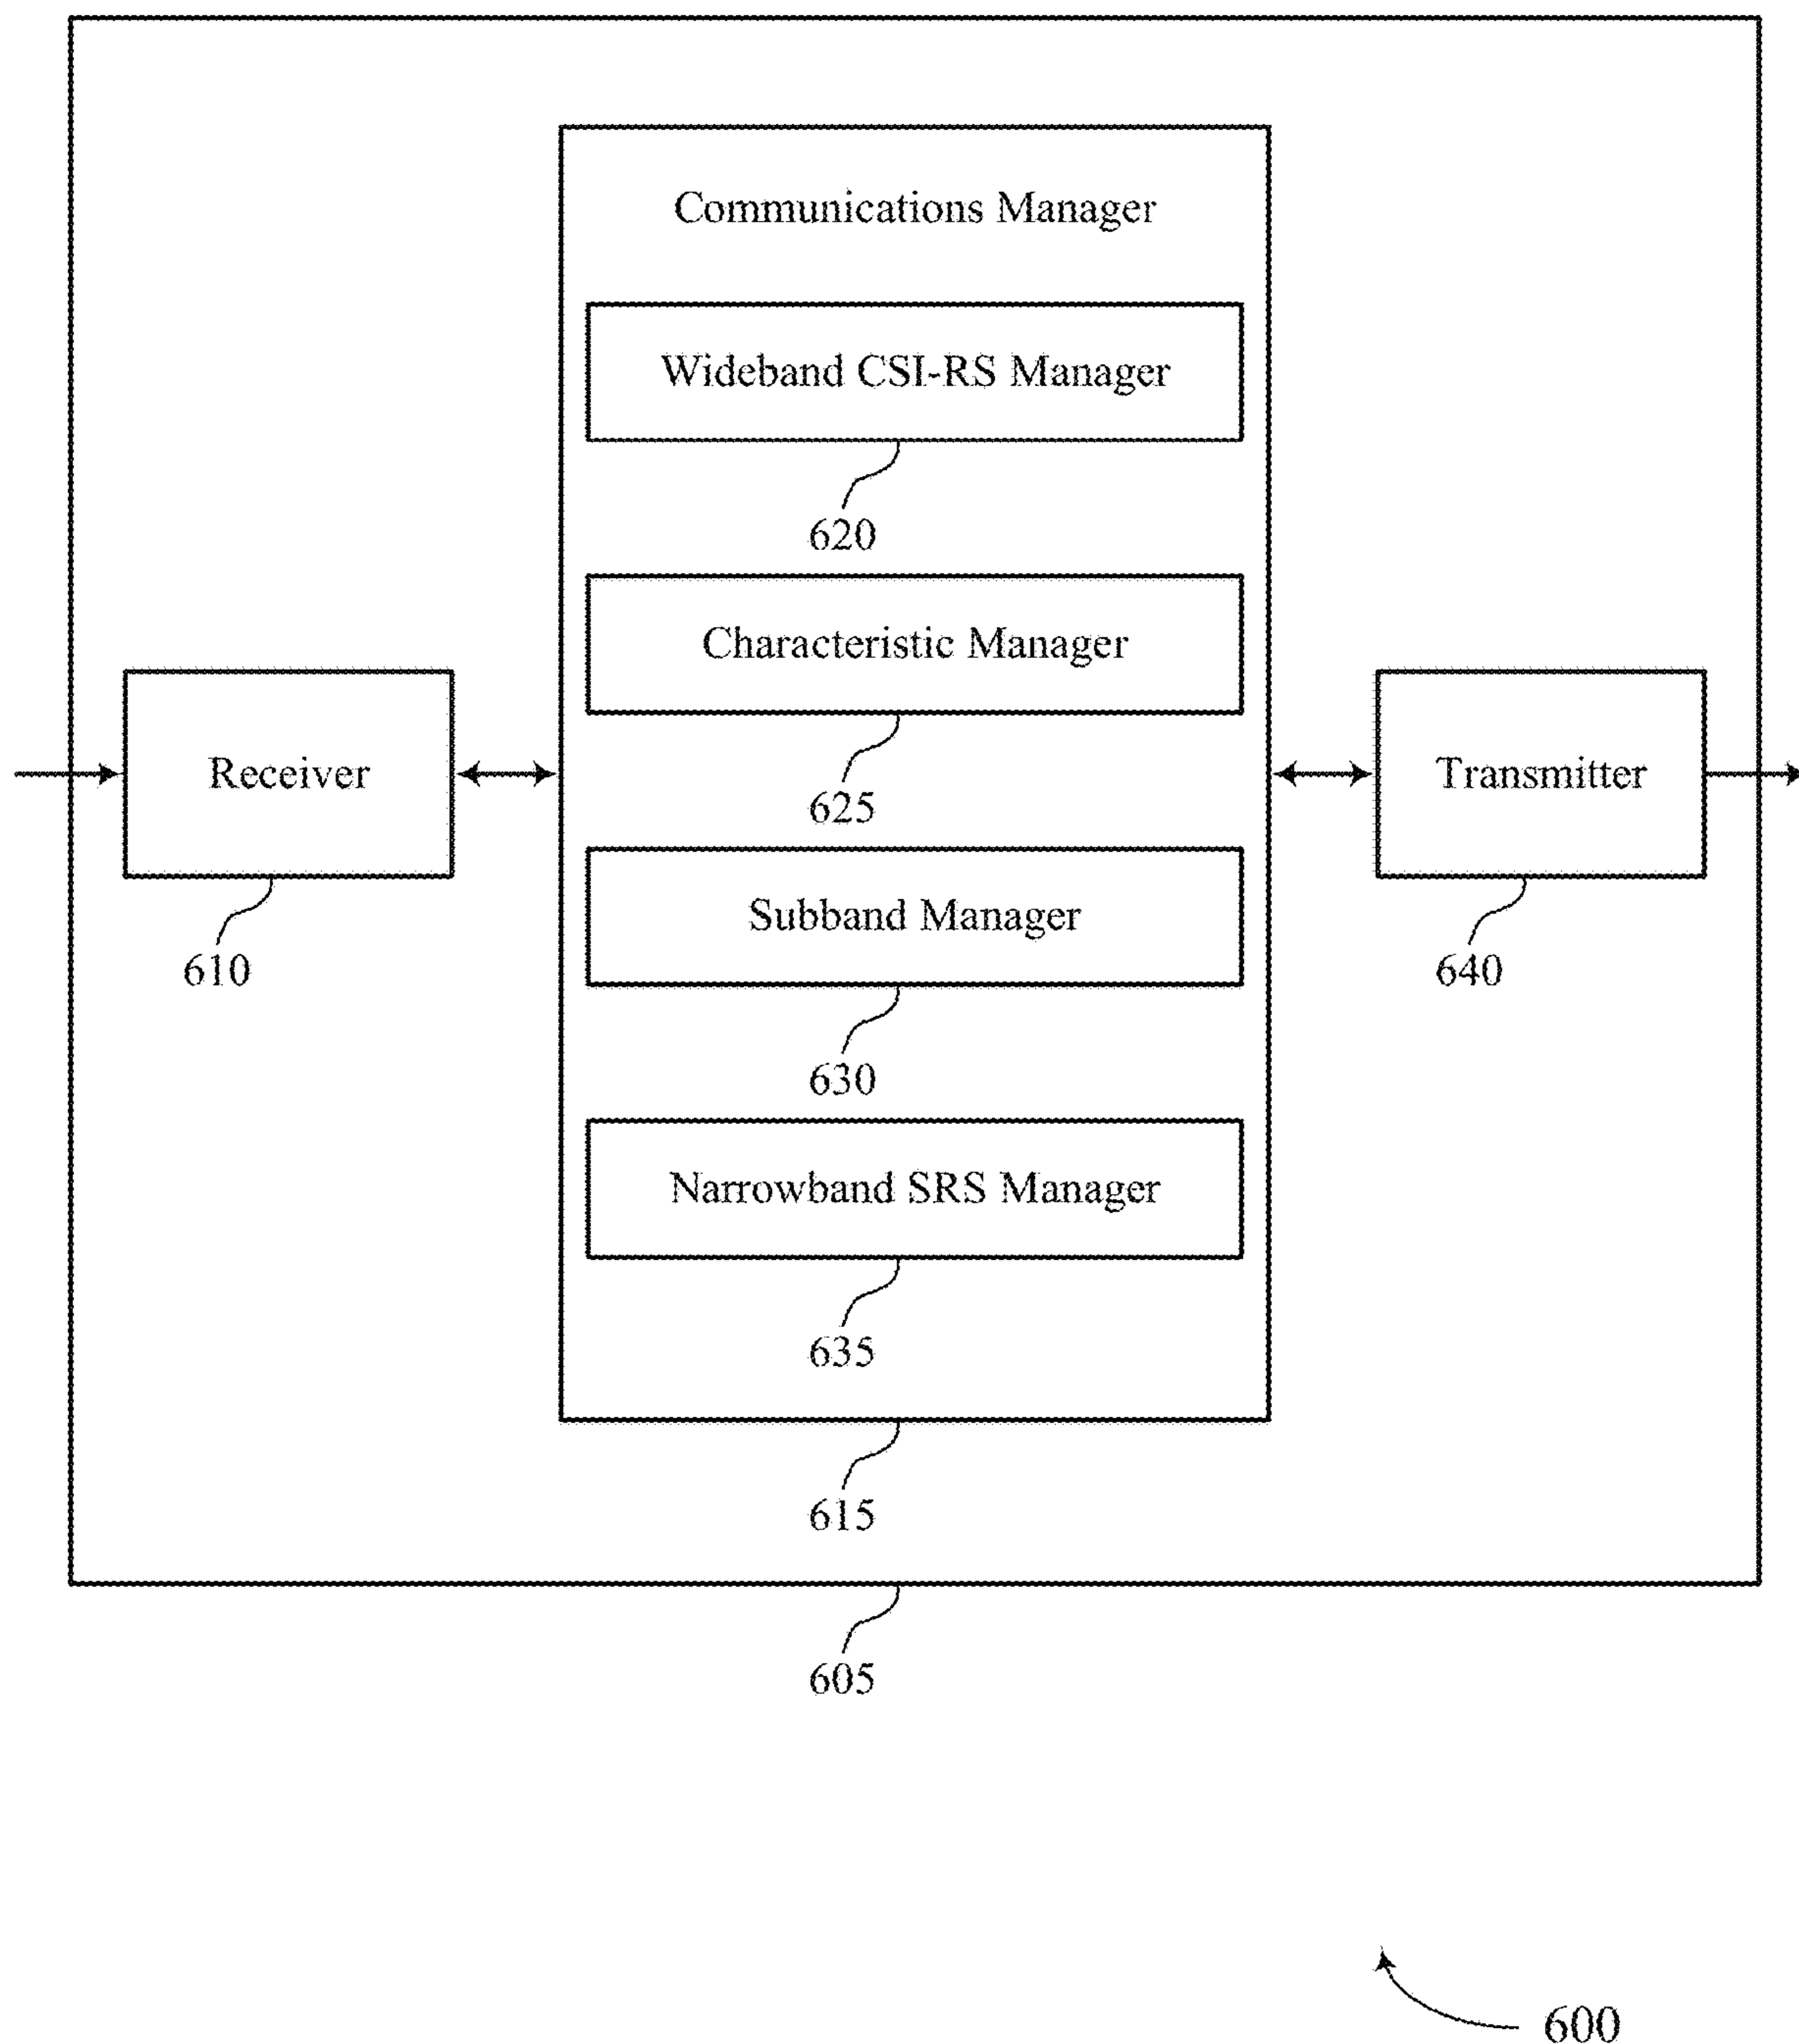 Communications Manager
Wideband CSI-RS Manager
620
Characteristic Manager
625
Receiver
610
Transmitter
640
Subband Manager
630
Narrowband SRS Manager
635
615
605
600